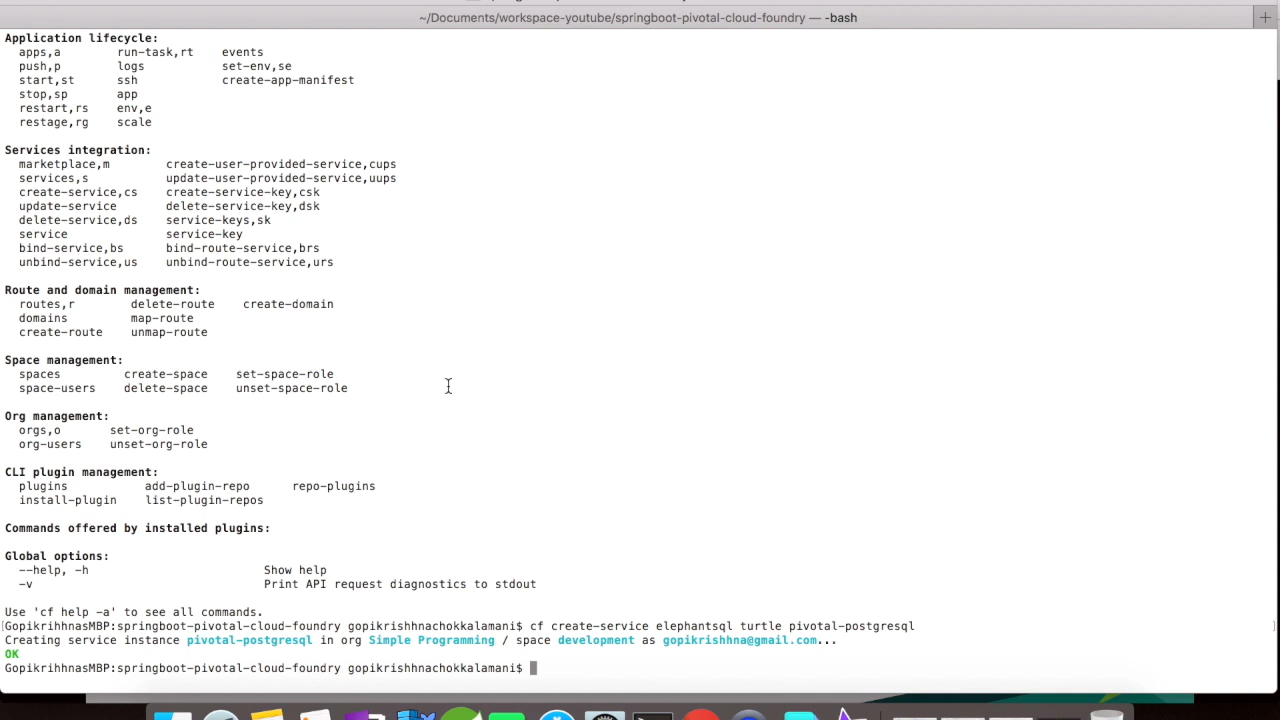 ~/Documents/workspace-youtube/springboot-pivotal-cloud-foundry — -bash
Application lifecycle:
apps,a run-task,rt events
push,p logs set-env,se
start,st ssh create-app-manifest
stop,sp app
restart,rs env,e
restage,rg scale
Services integration:
marketplace,m create-user-provided-service,cups
services,s update-user-provided-service,uups
create-service,cs create-service-key,csk
update-service delete-service-key,dsk
delete-service,ds service-keys,sk
service service-key
bind-service,bs bind-route-service,brs
unbind-service,us unbind-route-service,urs
Route and domain management:
routes,r delete-route create-domain
domains map-route
create-route unmap-route
Space management:
spaces create-space set-space-role
space-users delete-space unset-space-role
Org management:
orgs,o set-org-role
org-users unset-org-role
CLI plugin management:
plugins add-plugin-repo repo-plugins
install-plugin list-plugin-repos
Commands offered by installed plugins:
Global options:
--help, -h Show help
-v Print API request diagnostics to stdout
Use 'cf help -a' to see all commands.
GopikrihhnasMBP:springboot-pivotal-cloud-foundry gopikrishhnachokkalamani$ cf create-service elephantsql turtle pivotal-postgresql
Creating service instance pivotal-postgresql in org Simple Programming / space development as gopikrishhna@gmail.com...
OK
GopikrihhnasMBP:springboot-pivotal-cloud-foundry gopikrishhnachokkalamani$